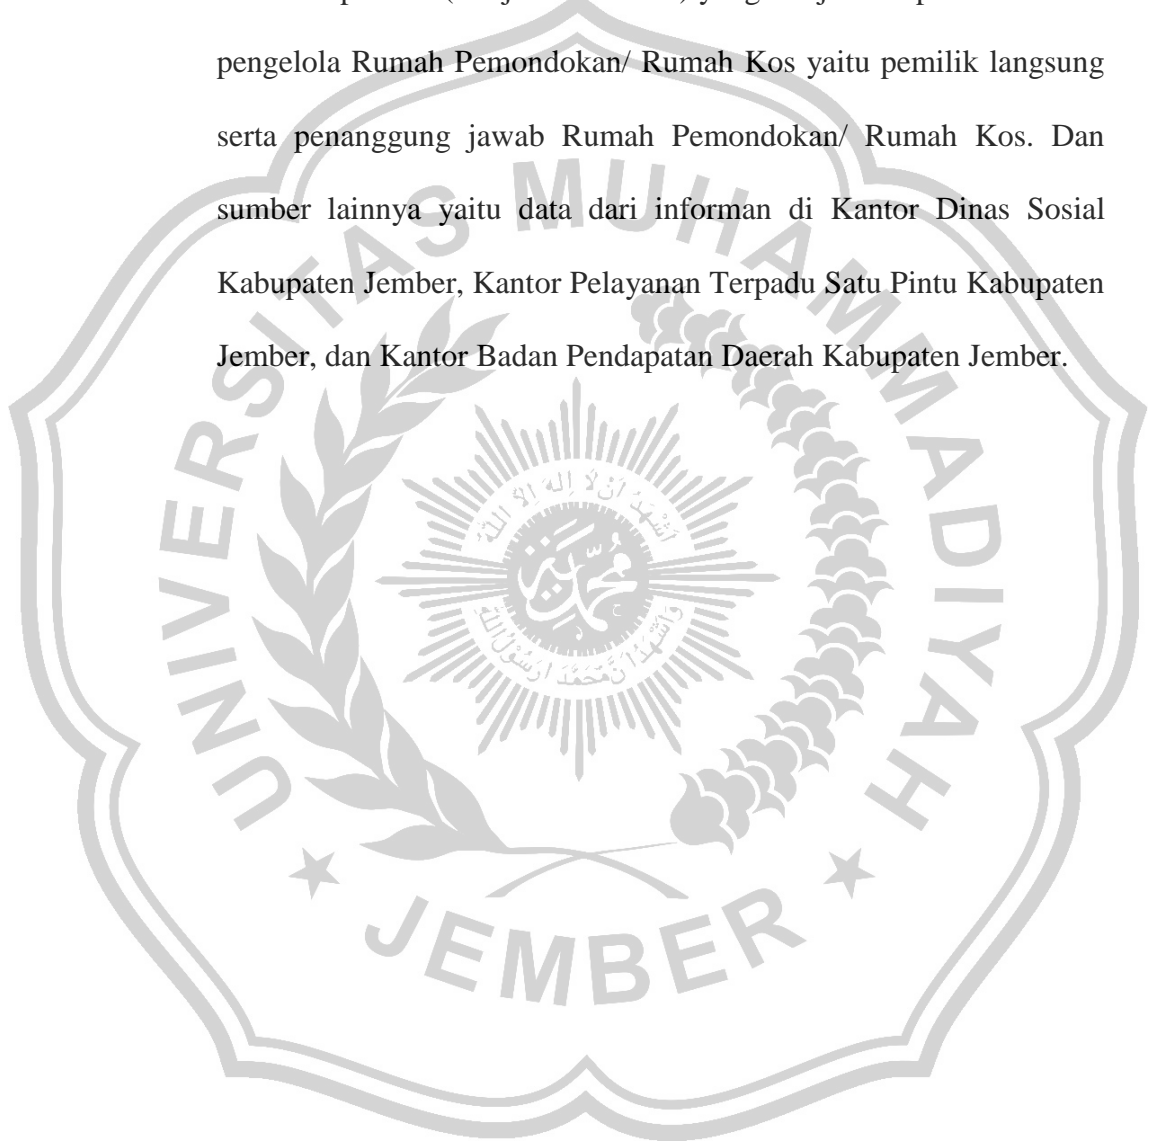 pengelola Rumah Pemondokan/ Rumah Kos yaitu pemilik langsung
serta penanggung jawab Rumah Pemondokan/ Rumah Kos. Dan
sumber lainnya yaitu data dari informan di Kantor Dinas Sosial
Kabupaten Jember, Kantor Pelayanan Terpadu Satu Pintu Kabupaten
Jember, dan Kantor Badan Pendapatan Daerah Kabupaten Jember.
UNIVERSITAS MUHAMMADIYAH
JEMBER